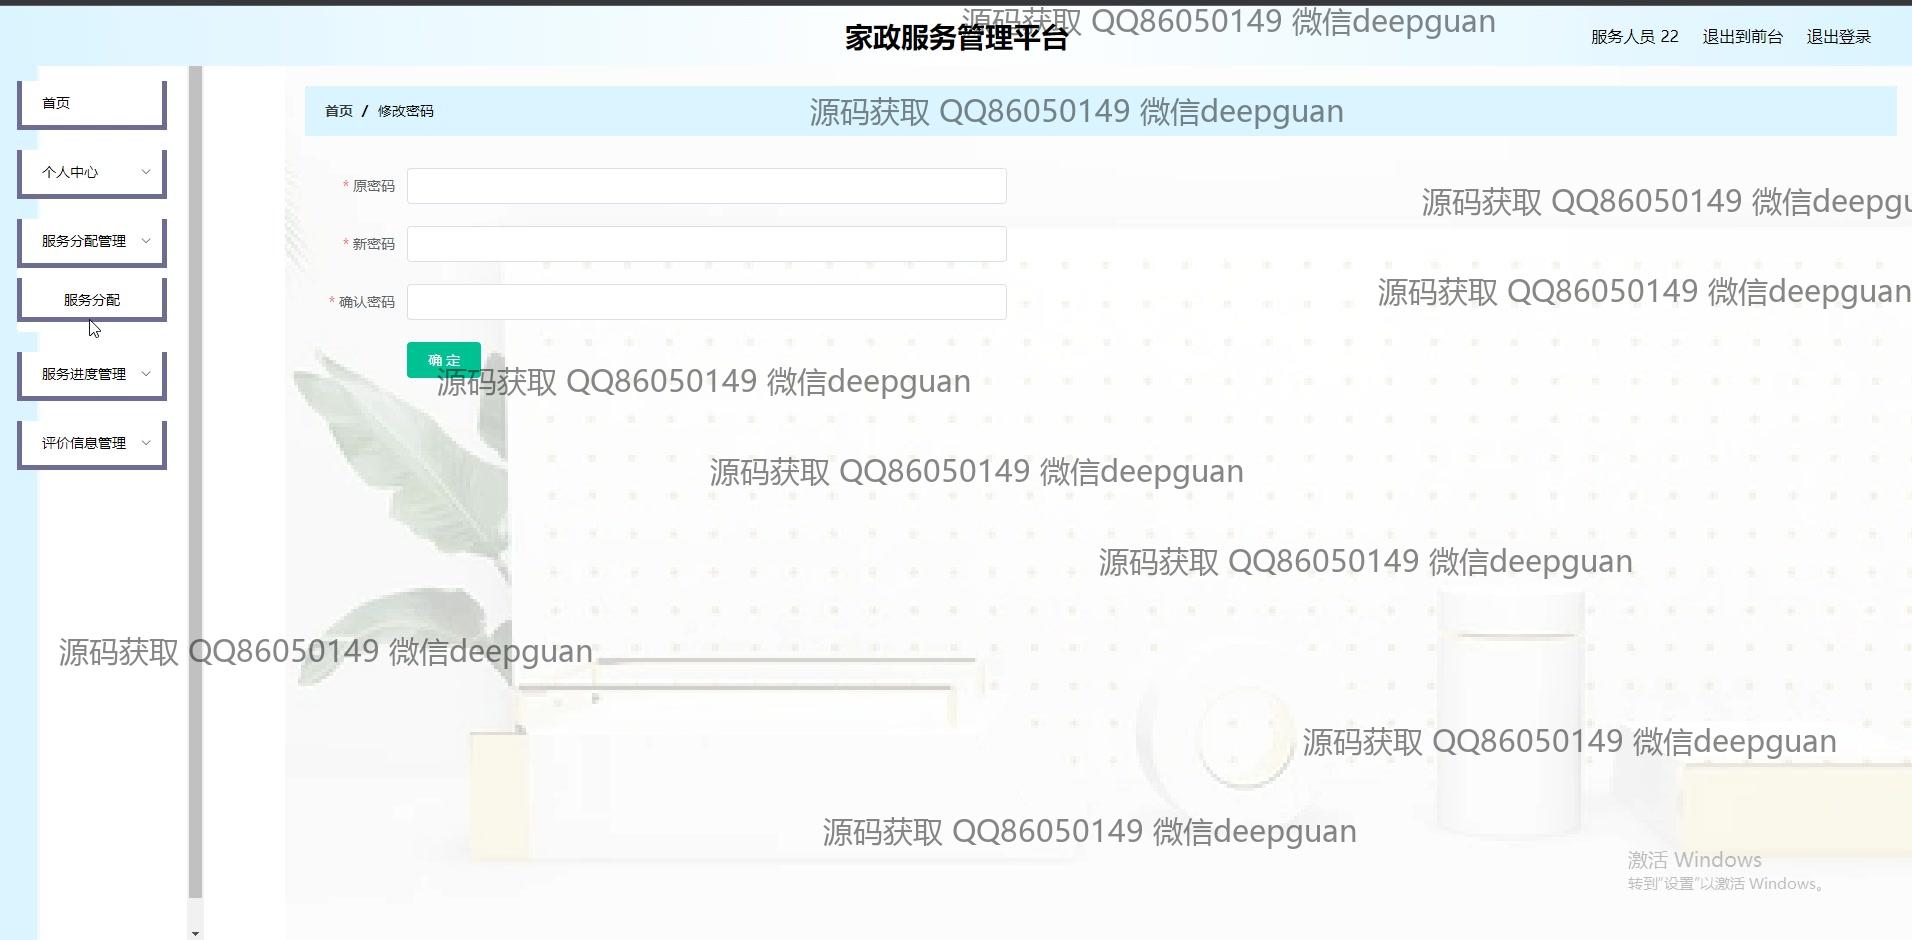 源码获取 QQ86050149 微信deepguan
家政服务管理平台
服务人员 22 退出到前台 退出登录
首页
个人中心
服务分配管理
服务分配
服务进度管理
评价信息管理
首页 / 修改密码
源码获取 QQ86050149 微信deepguan
* 原密码
源码获取 QQ86050149 微信deepgu
* 新密码
* 确认密码
源码获取 QQ86050149 微信deepguan
确 定
源码获取 QQ86050149 微信deepguan
源码获取 QQ86050149 微信deepguan
源码获取 QQ86050149 微信deepguan
源码获取 QQ86050149 微信deepguan
源码获取 QQ86050149 微信deepguan
源码获取 QQ86050149 微信deepguan
激活 Windows
转到"设置"以激活 Windows。